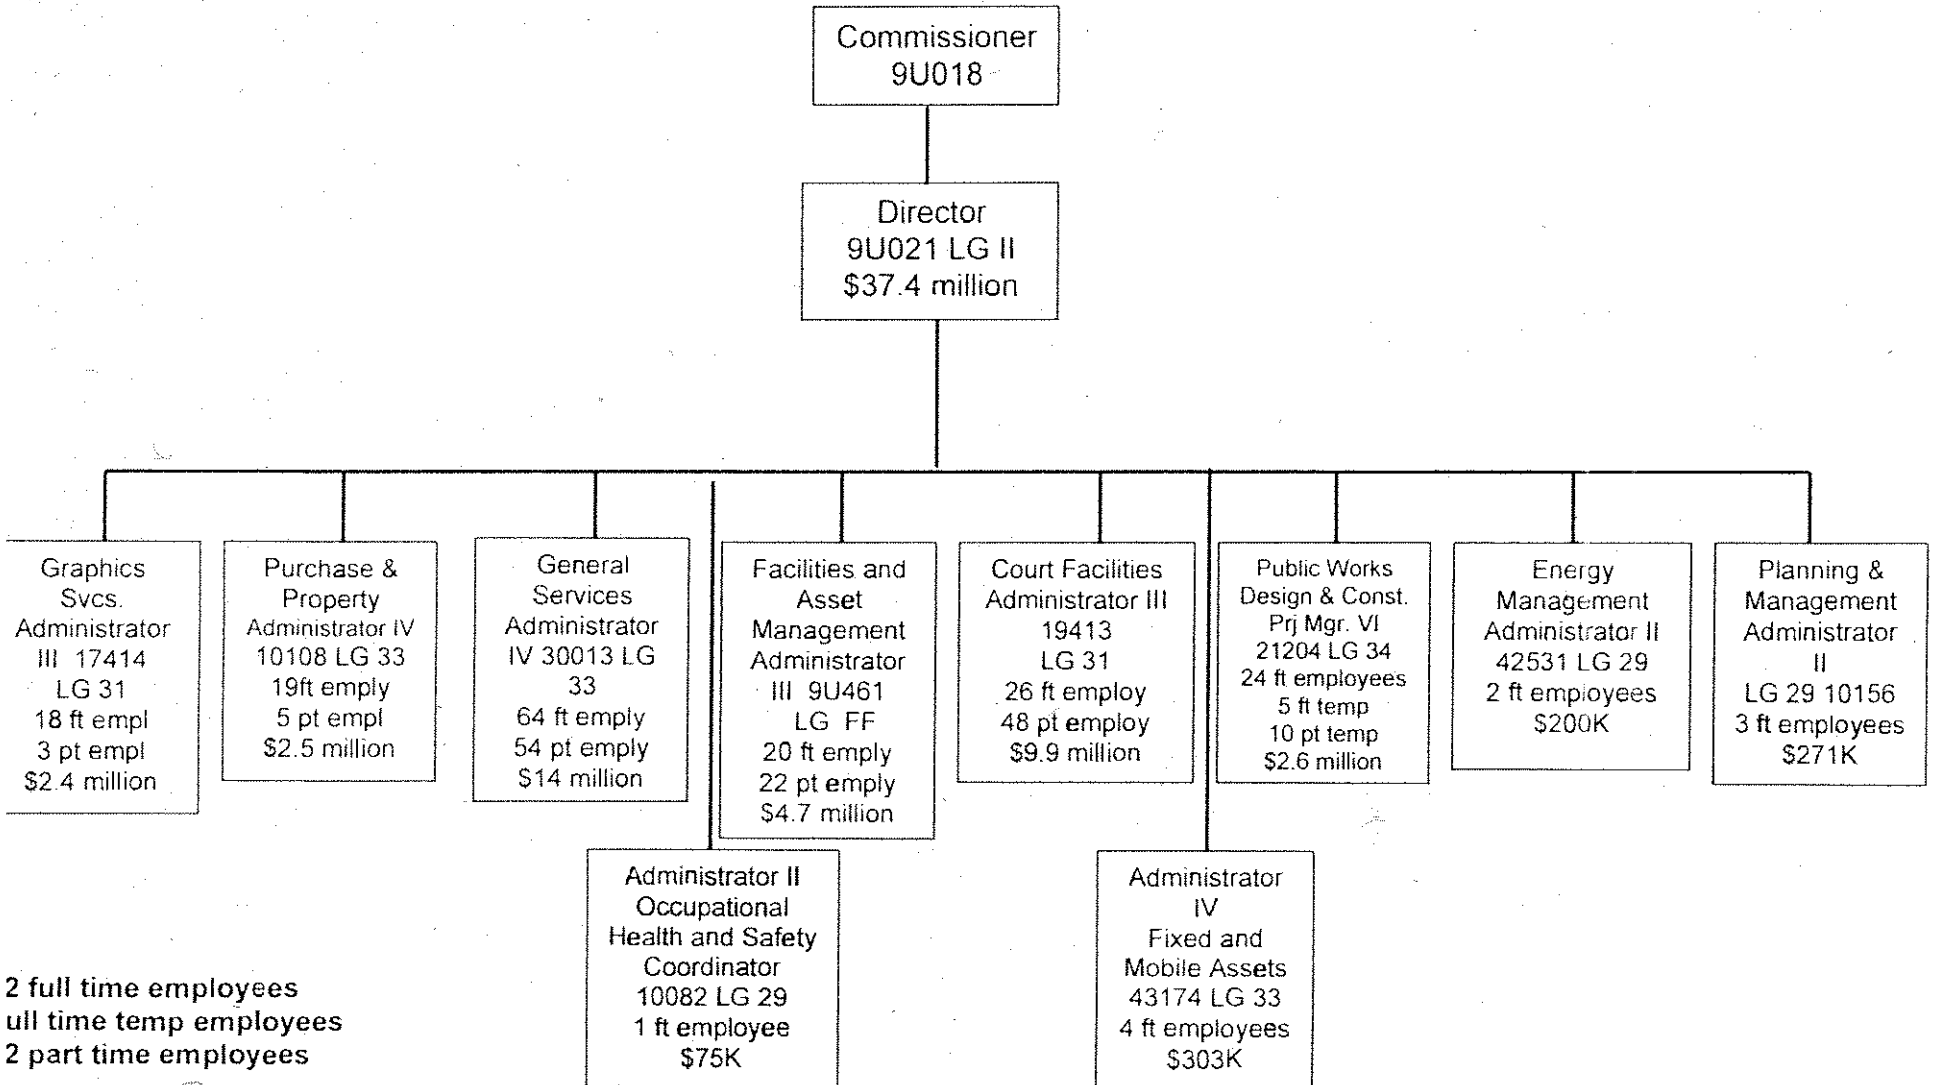 Commissioner
9U018
Director
9U021 LG II
$37.4 million
Graphics
Svcs.
Administrator
III 17414
LG 31
18 ft empl
3 pt empl
$2.4 million
Purchase &
Property
Administrator IV
10108 LG 33
19ft emply
5 pt empl
$2.5 million
General
Services
Administrator
IV 30013 LG
33
64 ft emply
54 pt emply
$14 million
Facilities and
Asset
Management
Administrator
III 9U461
LG FF
20 ft emply
22 pt emply
$4.7 million
Court Facilities
Administrator III
19413
LG 31
26 ft employ
48 pt employ
$9.9 million
Public Works
Design & Const.
Prj Mgr. VI
21204 LG 34
24 ft employees
5 ft temp
10 pt temp
$2.6 million
Energy
Management
Administrator II
42531 LG 29
2 ft employees
$200K
Planning &
Management
Administrator
II
LG 29 10156
3 ft employees
$271K
Administrator II
Occupational
Health and Safety
Coordinator
10082 LG 29
1 ft employee
$75K
Administrator
IV
Fixed and
Mobile Assets
43174 LG 33
4 ft employees
$303K
2 full time employees
ull time temp employees
2 part time employees